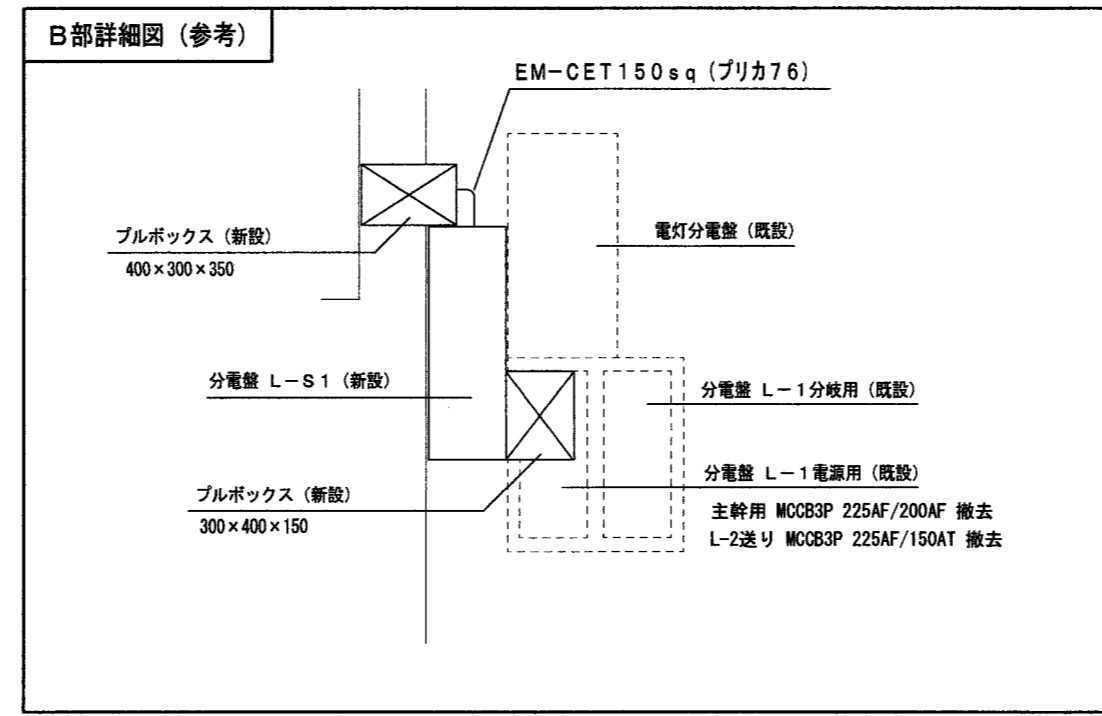 B部詳細図（参考）
EM−CET150sq（プリカ76）
プルボックス（新設）
400×300×350
電灯分電盤（既設）
分電盤 L−S1（新設）
分電盤 L−1分岐用（既設）
分電盤 L−1電源用（既設）
主幹用 MCCB3P 225AF/200AF 撤去
L-2送り MCCB3P 225AF/150AT 撤去
プルボックス（新設）
300×400×150